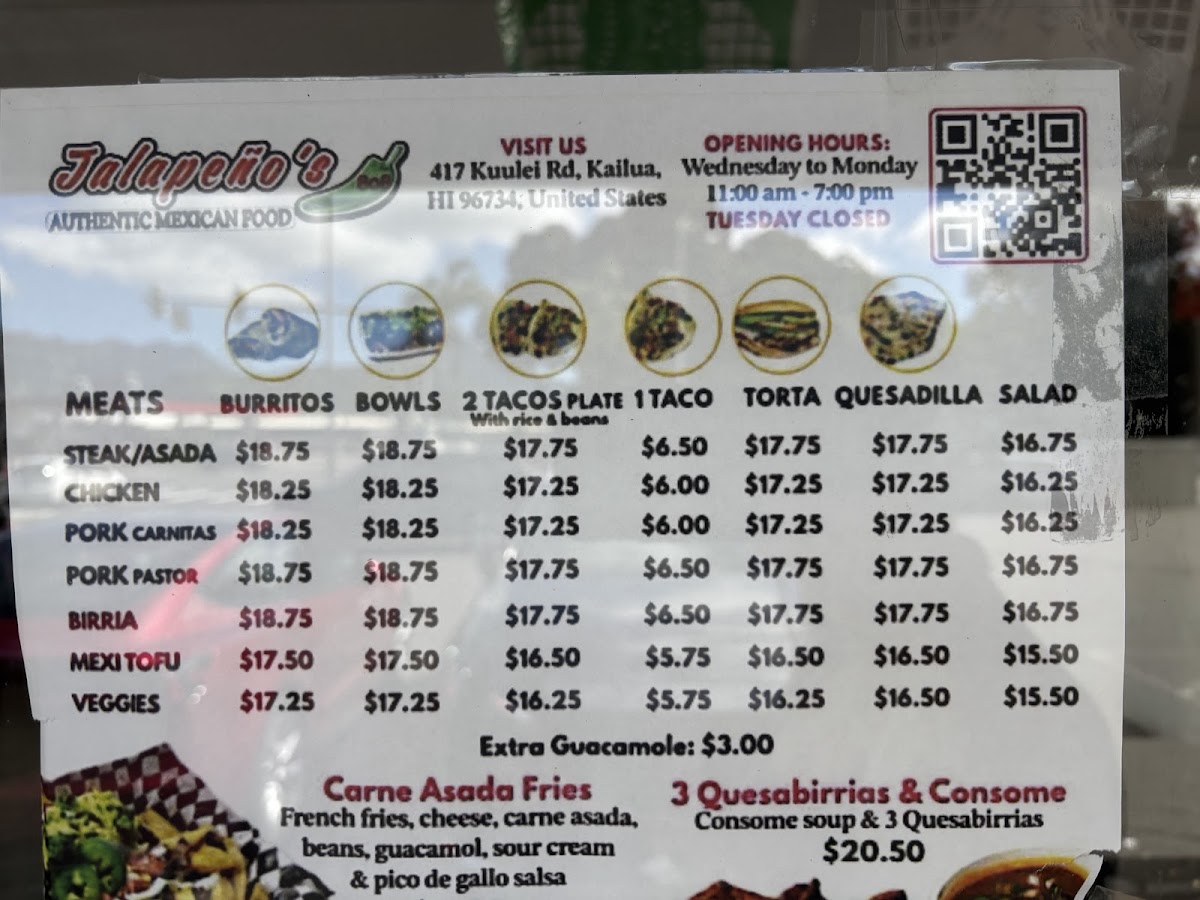 Jalapeño's
AUTHENTIC MEXICAN FOOD
VISIT US
417 Kuulei Rd, Kailua,
HI 96734, United States
OPENING HOURS:
Wednesday to Monday
11:00 am - 7:00 pm
TUESDAY CLOSED
MEATS BURRITOS BOWLS 2 TACOS PLATE 1 TACO TORTA QUESADILLA SALAD
With rice & beans
STEAK/ASADA $18.75 $18.75 $17.75 $6.50 $17.75 $17.75 $16.75
CHICKEN $18.25 $18.25 $17.25 $6.00 $17.25 $17.25 $16.25
PORK CARNITAS $18.25 $18.25 $17.25 $6.00 $17.25 $17.25 $16.25
PORK PASTOR $18.75 $18.75 $17.75 $6.50 $17.75 $17.75 $16.75
BIRRIA $18.75 $18.75 $17.75 $6.50 $17.75 $17.75 $16.75
MEXI TOFU $17.50 $17.50 $16.50 $5.75 $16.50 $16.50 $15.50
VEGGIES $17.25 $17.25 $16.25 $5.75 $16.25 $16.50 $15.50
Extra Guacamole: $3.00
Carne Asada Fries
French fries, cheese, carne asada,
beans, guacamol, sour cream
& pico de gallo salsa
3 Quesabirrias & Consome
Consome soup & 3 Quesabirrias
$20.50